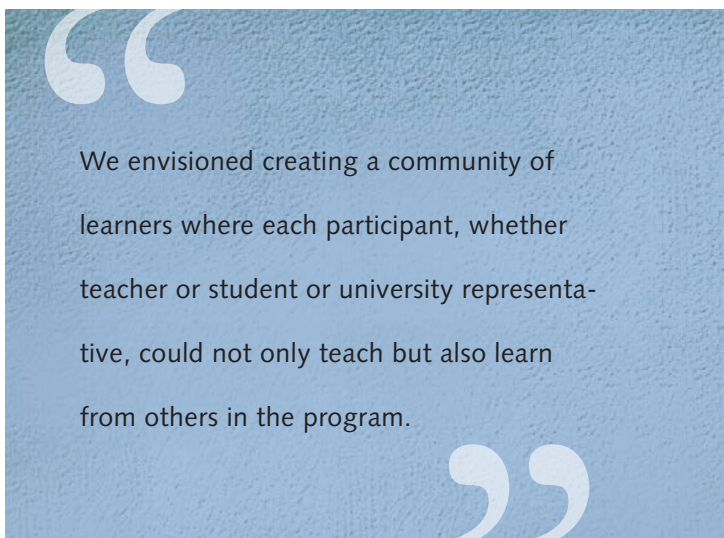 We envisioned creating a community of
learners where each participant, whether
teacher or student or university representa-
tive, could not only teach but also learn
from others in the program.